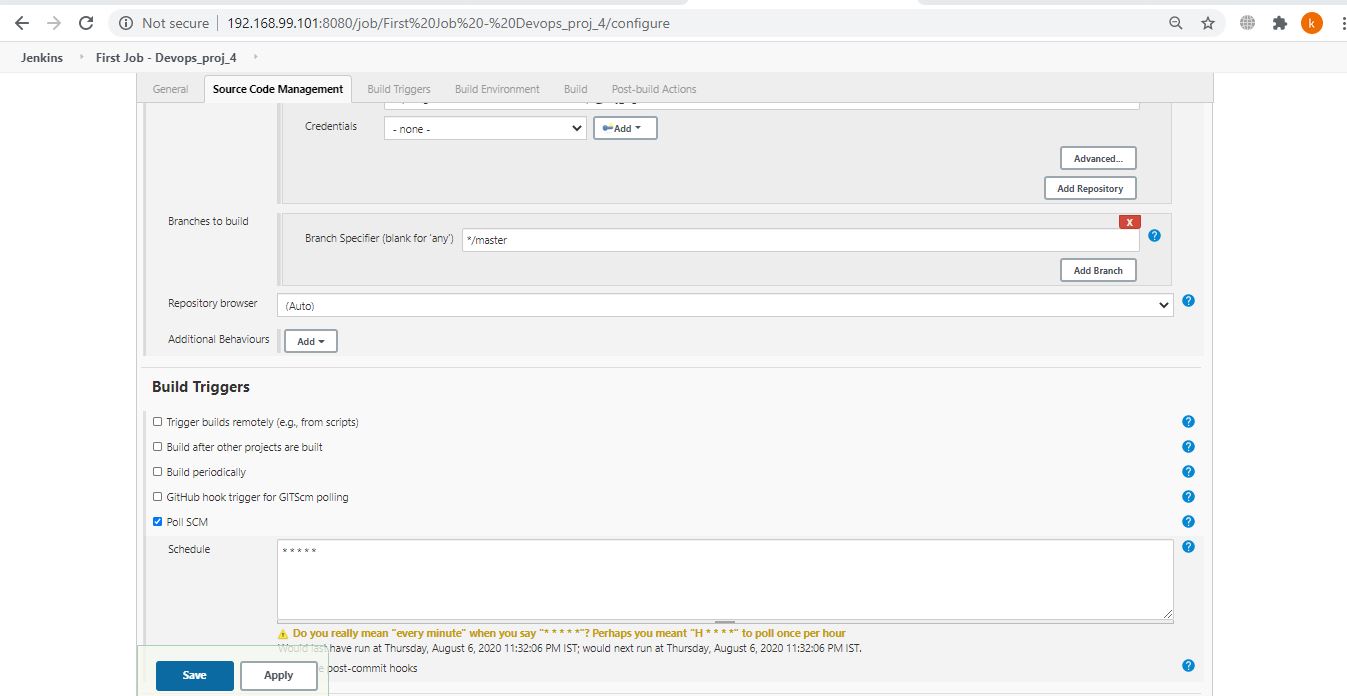 Not secure | 192.168.99.101:8080/job/First%20Job%20-%20Devops_proj_4/configure
k
Jenkins
First Job - Devops_proj_4
General
Source Code Management
Build Triggers
Build Environment
Build
Post-build Actions
Credentials
- none -
Add
Advanced...
Add Repository
Branches to build
X
Branch Specifier (blank for 'any')
*/master
?
Add Branch
Repository browser
(Auto)
?
Additional Behaviours
Add
Build Triggers
Trigger builds remotely (e.g., from scripts)
?
Build after other projects are built
?
Build periodically
?
GitHub hook trigger for GITScm polling
?
Poll SCM
?
Schedule
* * * * *
?
Do you really mean "every minute" when you say "* * * * *"? Perhaps you meant "H * * * *" to poll once per hour
Would last have run at Thursday, August 6, 2020 11:32:06 PM IST; would next run at Thursday, August 6, 2020 11:32:06 PM IST.
post-commit hooks
?
Save
Apply